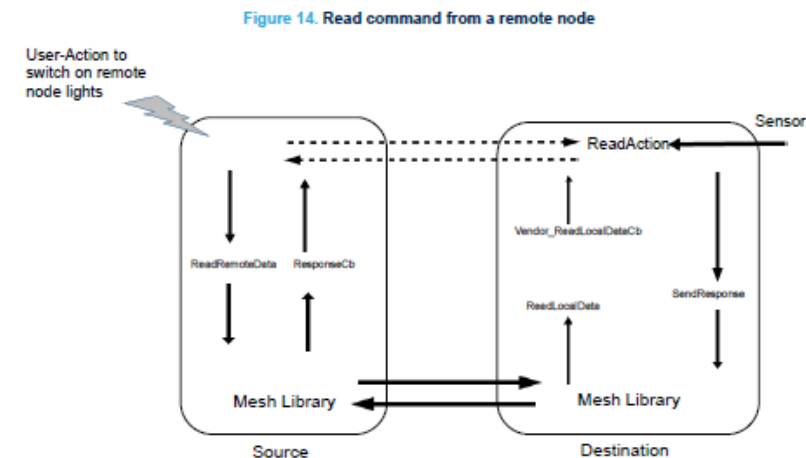 Figure 14. Read command from a remote node
User-Action to
switch on remote
node lights
Sensor
ReadAction
Vendor_ReadLocalDataCb
ReadRemoteData
ResponseCb
SendResponse
ReadLocalData
Mesh Library
Mesh Library
Source
Destination